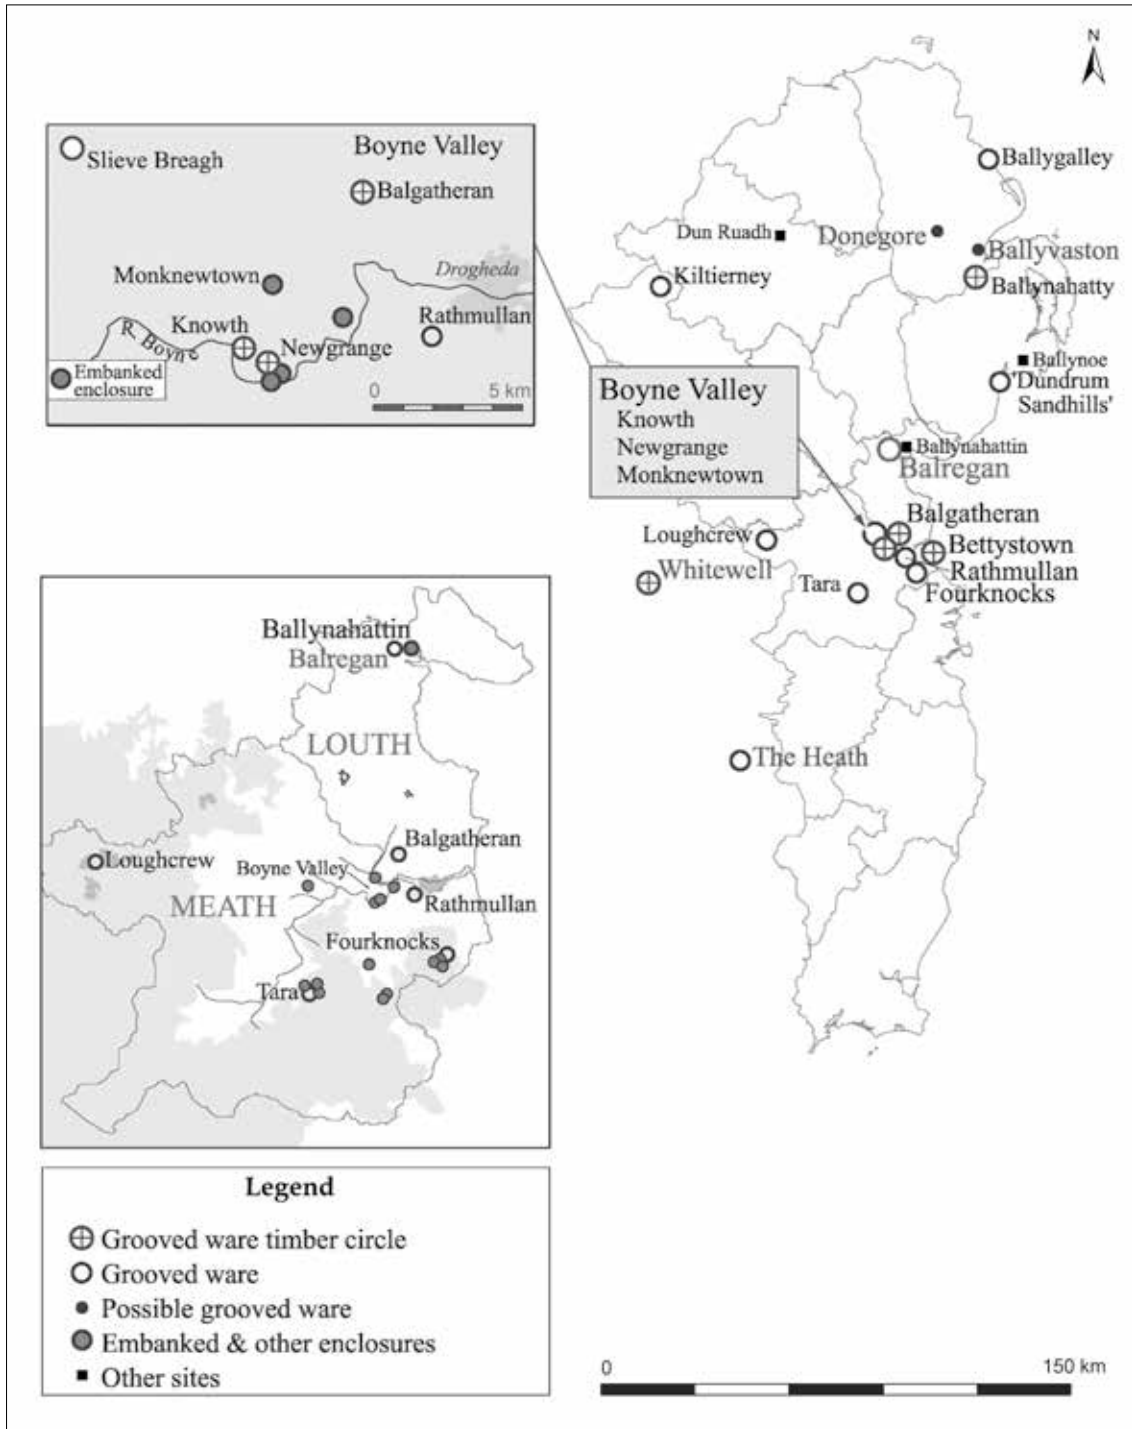 N
Boyne Valley
Slieve Breagh
Balgatheran
Monknewtown
Drogheda
Rathmullan
Knowth
R. Boyne
Newgrange
Embanked
enclosure
0 5 km
Ballygalley
Dun Ruadh
Donegore
Ballyvaston
Kiltierney
Ballynahatty
Ballynoe
'Dundrum
Sandhills'
Boyne Valley
Knowth
Newgrange
Monknewtown
Ballynahattin
Balregan
Loughcrew
Balgatheran
Bettystown
Whitewell
Rathmullan
Tara
Fourknocks
The Heath
Ballynahattin
Balregan
LOUTH
Balgatheran
Loughcrew
Boyne Valley
MEATH
Rathmullan
Fourknocks
Tara
Legend
Grooved ware timber circle
Grooved ware
Possible grooved ware
Embanked & other enclosures
Other sites
0 150 km